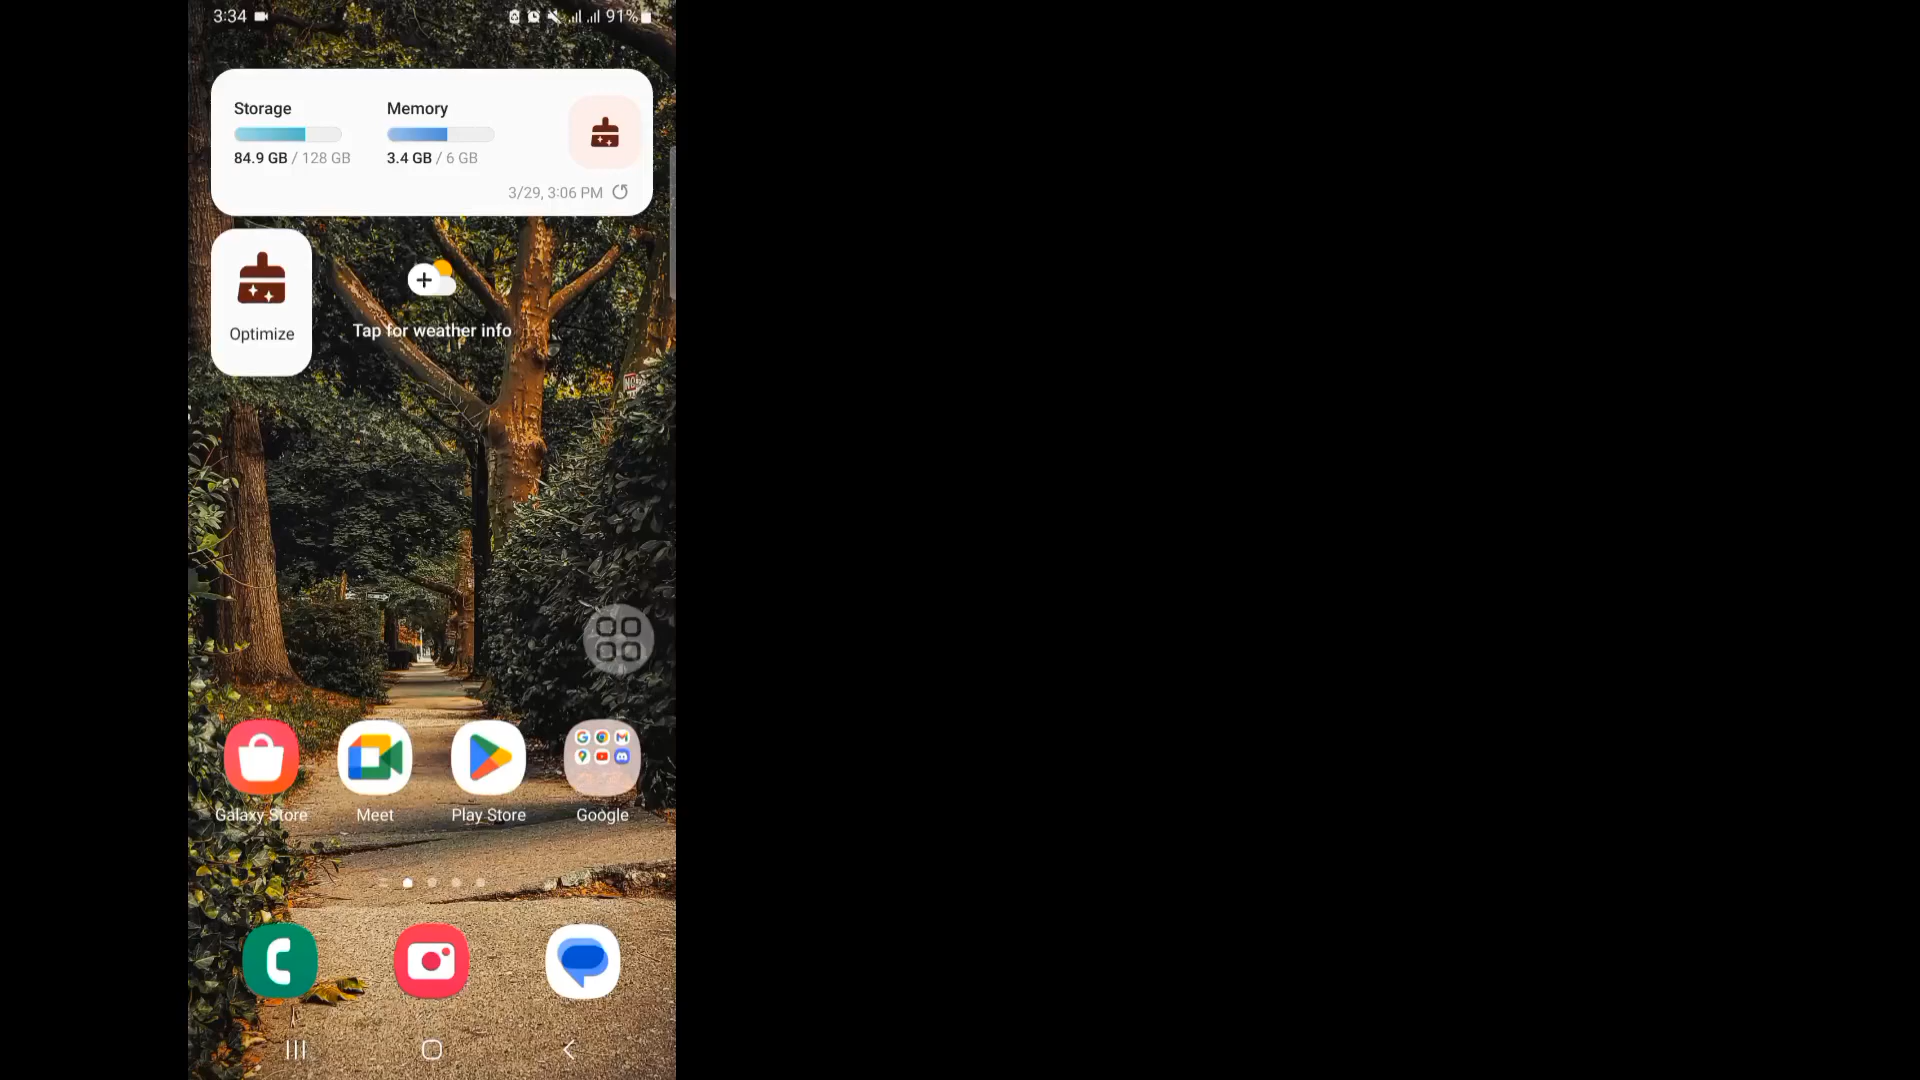 3:34
91%
Storage
Memory
84.9 GB / 128 GB
3.4 GB / 6 GB
3/29, 3:06 PM
Optimize
Tap for weather info
Galaxy Store
Meet
Play Store
Google